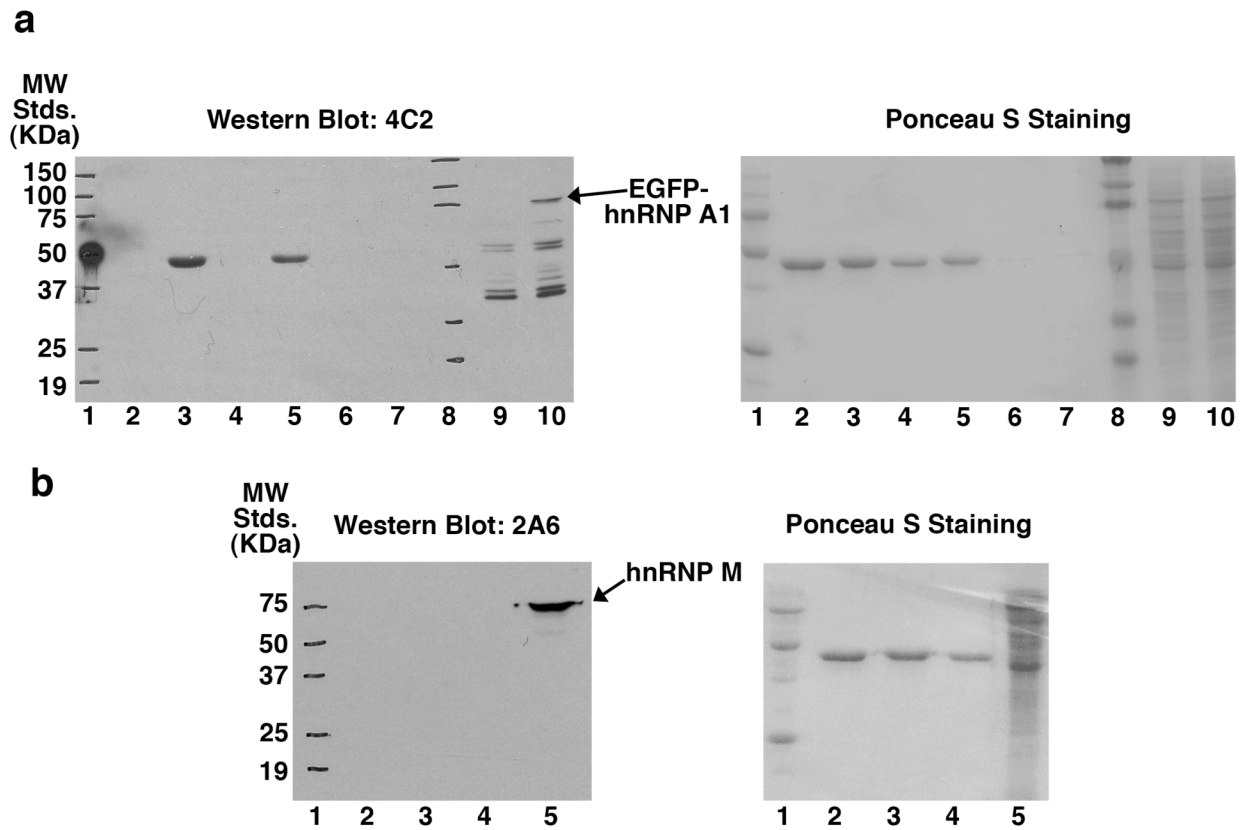 a
MW
Stds.
(KDa)
Western Blot: 4C2
Ponceau S Staining
150
100
75
50
37
25
19
EGFP-
hnRNP A1
1 2 3 4 5 6 7 8 9 10
1 2 3 4 5 6 7 8 9 10
b
MW
Stds.
(KDa)
Western Blot: 2A6
Ponceau S Staining
hnRNP M
75
50
37
25
19
1 2 3 4 5
1 2 3 4 5